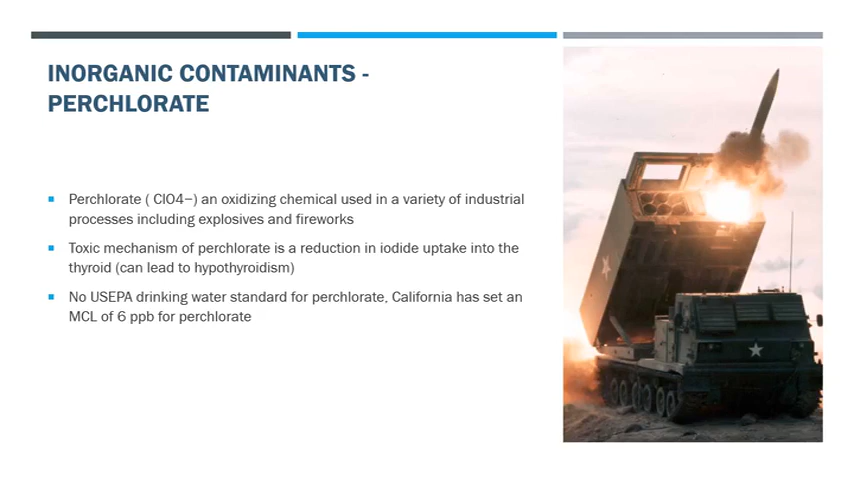 INORGANIC CONTAMINANTS -
PERCHLORATE
▪ Perchlorate ( ClO4−) an oxidizing chemical used in a variety of industrial
processes including explosives and fireworks
▪ Toxic mechanism of perchlorate is a reduction in iodide uptake into the
thyroid (can lead to hypothyroidism)
▪ No USEPA drinking water standard for perchlorate, California has set an
MCL of 6 ppb for perchlorate